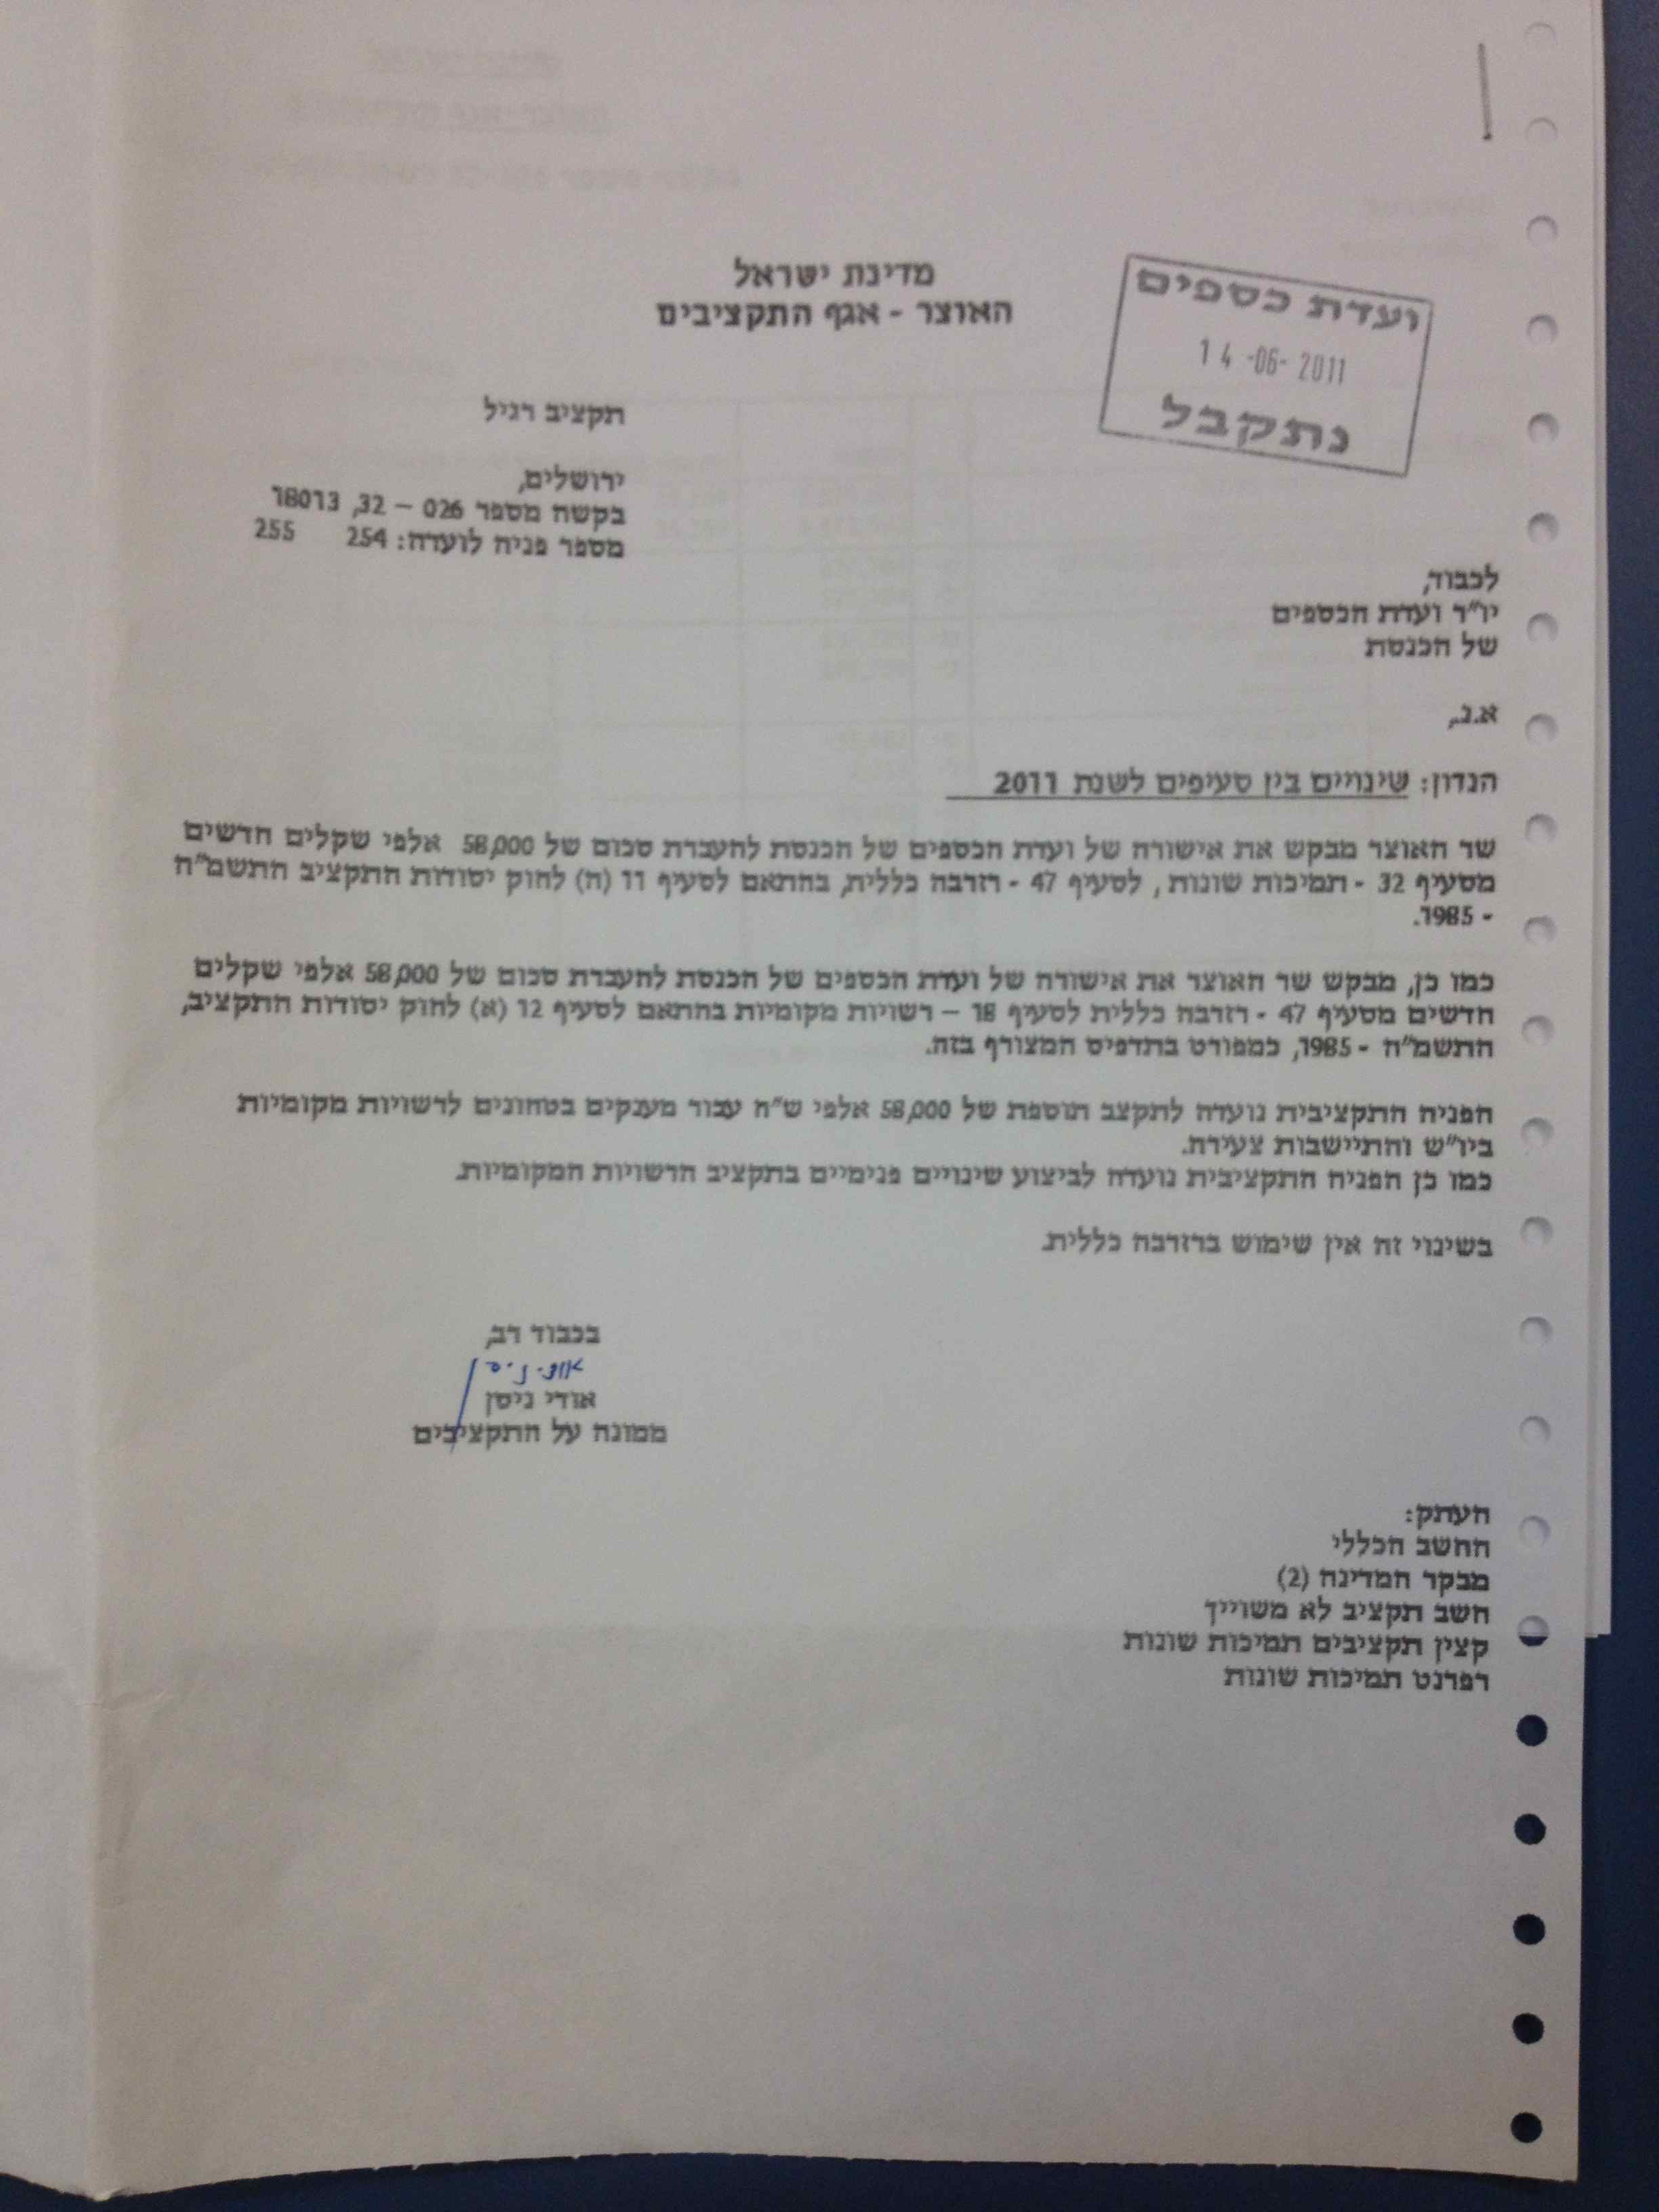 מדינת ישראל
האוצר - אגף התקציבים
ועדת כספים
14-06-2011
נתקבל
תקציב רגיל
ירושלים,
בקשה מספר 026 – 32, 18013
מספר פניה לועדה: 254 255
לכבוד,
יו"ר ועדת הכספים
של הכנסת
א.נ.,
הנדון: שינויים בין סעיפים לשנת 2011
שר האוצר מבקש את אישורה של ועדת הכספים של הכנסת להעברת סכום של 58,000 אלפי שקלים חדשים
מסעיף 32 - תמיכות שונות , לסעיף 47 - רזרבה כללית, בהתאם לסעיף 11 (ה) לחוק יסודות התקציב התשמ"ה
- 1985.
כמו כן, מבקש שר האוצר את אישורה של ועדת הכספים של הכנסת להעברת סכום של 58,000 אלפי שקלים
חדשים מסעיף 47 - רזרבה כללית לסעיף 18 – רשויות מקומיות בהתאם לסעיף 12 (א) לחוק יסודות התקציב,
התשמ"ה - 1985, כמפורט בתדפיס המצורף בזה.
הפניה התקציבית נועדה לתקצב תוספת של 58,000 אלפי ש"ח עבור מענקים בטחונים לרשויות מקומיות
ביו"ש והתיישבות צעירה.
כמו כן הפניה התקציבית נועדה לביצוע שינויים פנימיים בתקציב הרשויות המקומיות.
בשינוי זה אין שימוש ברזרבה כללית.
בכבוד רב,
אודי ניסן
ממונה על התקציבים
העתק:
החשב הכללי
מבקר המדינה (2)
חשב תקציב לא משוייך
קצין תקציבים תמיכות שונות
רפרנט תמיכות שונות